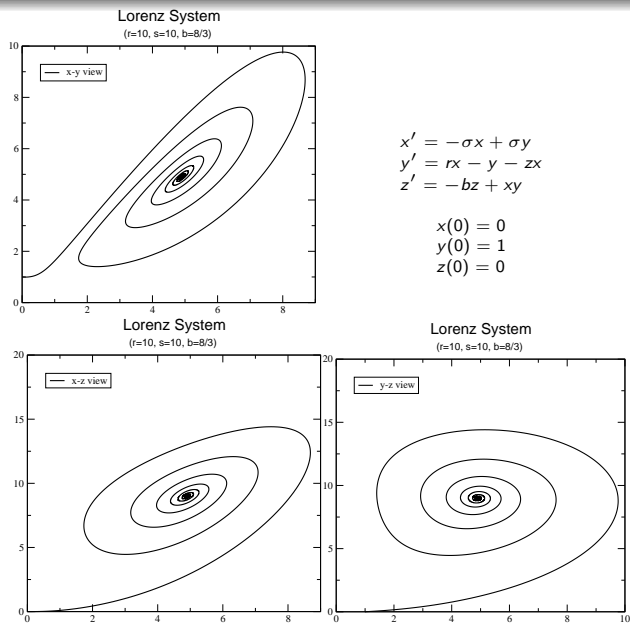 Lorenz System
(r=10, s=10, b=8/3)
10
x-y view
8
6
4
2
0
0 2 4 6 8
x′ = −σx + σy
y′ = rx − y − zx
z′ = −bz + xy
x(0) = 0
y(0) = 1
z(0) = 0
Lorenz System
(r=10, s=10, b=8/3)
20
x-z view
15
10
5
0
0 2 4 6 8
Lorenz System
(r=10, s=10, b=8/3)
20
y-z view
15
10
5
0
0 2 4 6 8 10